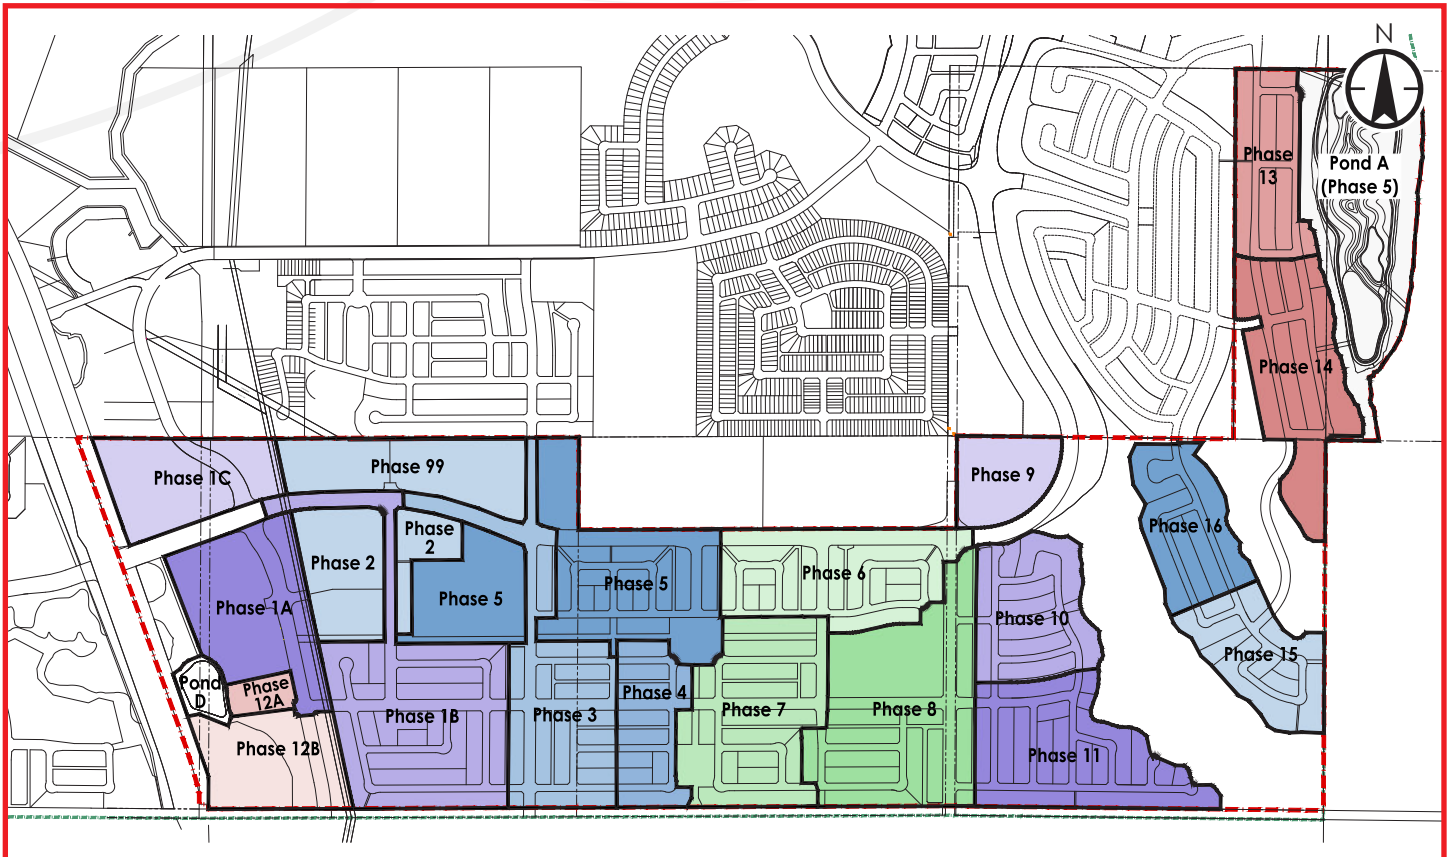 N
Phase
13
Pond A
(Phase 5)
Phase 14
Phase 1C
Phase 99
Phase 9
Phase 2
Phase
2
Phase 5
Phase 5
Phase 6
Phase 16
Phase 1A
Phase 10
Phase 15
Pond
D
Phase
12A
Phase 12B
Phase 1B
Phase 3
Phase 4
Phase 7
Phase 8
Phase 11